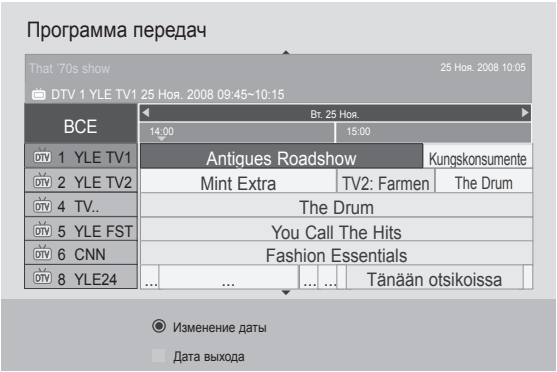 Программа передач
That '70s show 25 Ноя. 2008 10:05
DTV 1 YLE TV1 25 Ноя. 2008 09:45~10:15
ВСЕ
Вт. 25 Ноя.
14:00 15:00
DTV 1 YLE TV1 Antigues Roadshow Kungskonsumente
DTV 2 YLE TV2 Mint Extra TV2: Farmen The Drum
DTV 4 TV.. The Drum
DTV 5 YLE FST You Call The Hits
DTV 6 CNN Fashion Essentials
DTV 8 YLE24 ... ... ... ... Tänään otsikoissa
Изменение даты
Дата выхода